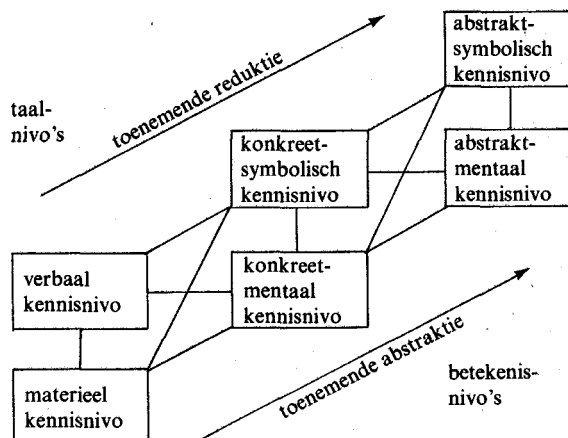 abstrakt-
symbolisch
kennisnivo
taal-
nivo's
toenemende reduktie
konkreet-
symbolisch
kennisnivo
abstrakt-
mentaal
kennisnivo
verbaal
kennisnivo
konkreet-
mentaal
kennisnivo
materieel
kennisnivo
toenemende abstraktie
betekenis-
nivo's